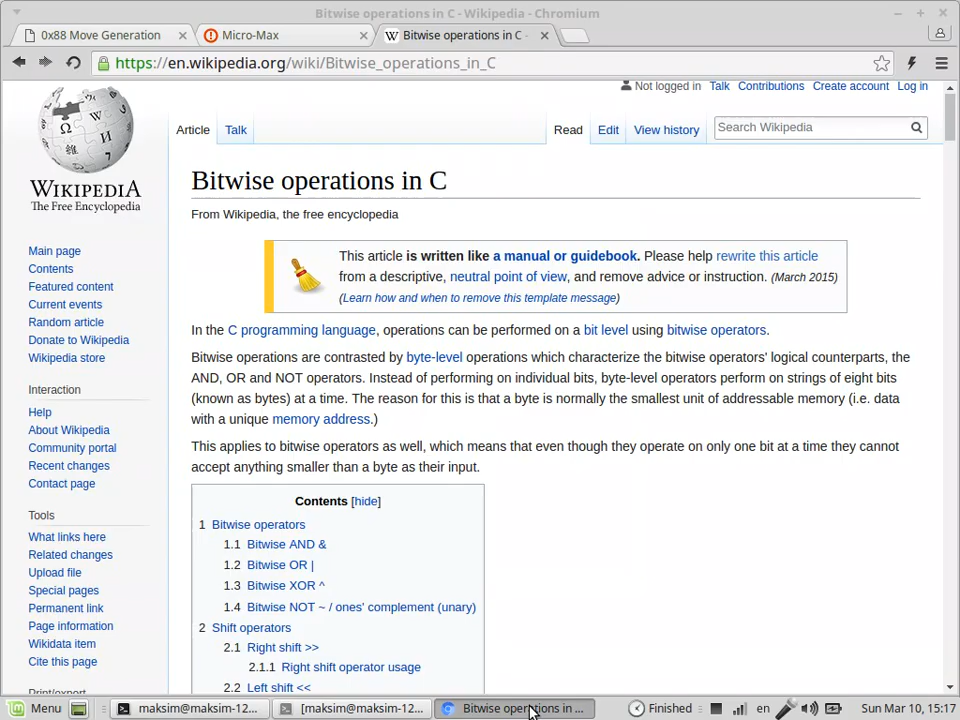 Bitwise operations in C - Wikipedia - Chromium
0x88 Move Generation
Micro-Max
Bitwise operations in C -
https://en.wikipedia.org/wiki/Bitwise_operations_in_C
Not logged in Talk Contributions Create account Log in
Article Talk Read Edit View history Search Wikipedia
WIKIPEDIA
The Free Encyclopedia
Main page
Contents
Featured content
Current events
Random article
Donate to Wikipedia
Wikipedia store
Interaction
Help
About Wikipedia
Community portal
Recent changes
Contact page
Tools
What links here
Related changes
Upload file
Special pages
Permanent link
Page information
Wikidata item
Cite this page
Print/export
Bitwise operations in C
From Wikipedia, the free encyclopedia
This article is written like a manual or guidebook. Please help rewrite this article
from a descriptive, neutral point of view, and remove advice or instruction. (March 2015)
(Learn how and when to remove this template message)
In the C programming language, operations can be performed on a bit level using bitwise operators.
Bitwise operations are contrasted by byte-level operations which characterize the bitwise operators' logical counterparts, the
AND, OR and NOT operators. Instead of performing on individual bits, byte-level operators perform on strings of eight bits
(known as bytes) at a time. The reason for this is that a byte is normally the smallest unit of addressable memory (i.e. data
with a unique memory address.)
This applies to bitwise operators as well, which means that even though they operate on only one bit at a time they cannot
accept anything smaller than a byte as their input.
Contents [hide]
1 Bitwise operators
1.1 Bitwise AND &
1.2 Bitwise OR |
1.3 Bitwise XOR ^
1.4 Bitwise NOT ~ / ones' complement (unary)
2 Shift operators
2.1 Right shift >>
2.1.1 Right shift operator usage
2.2 Left shift <<
Menu maksim@maksim-12... [maksim@maksim-12... Bitwise operations in ... Finished en Sun Mar 10, 15:17